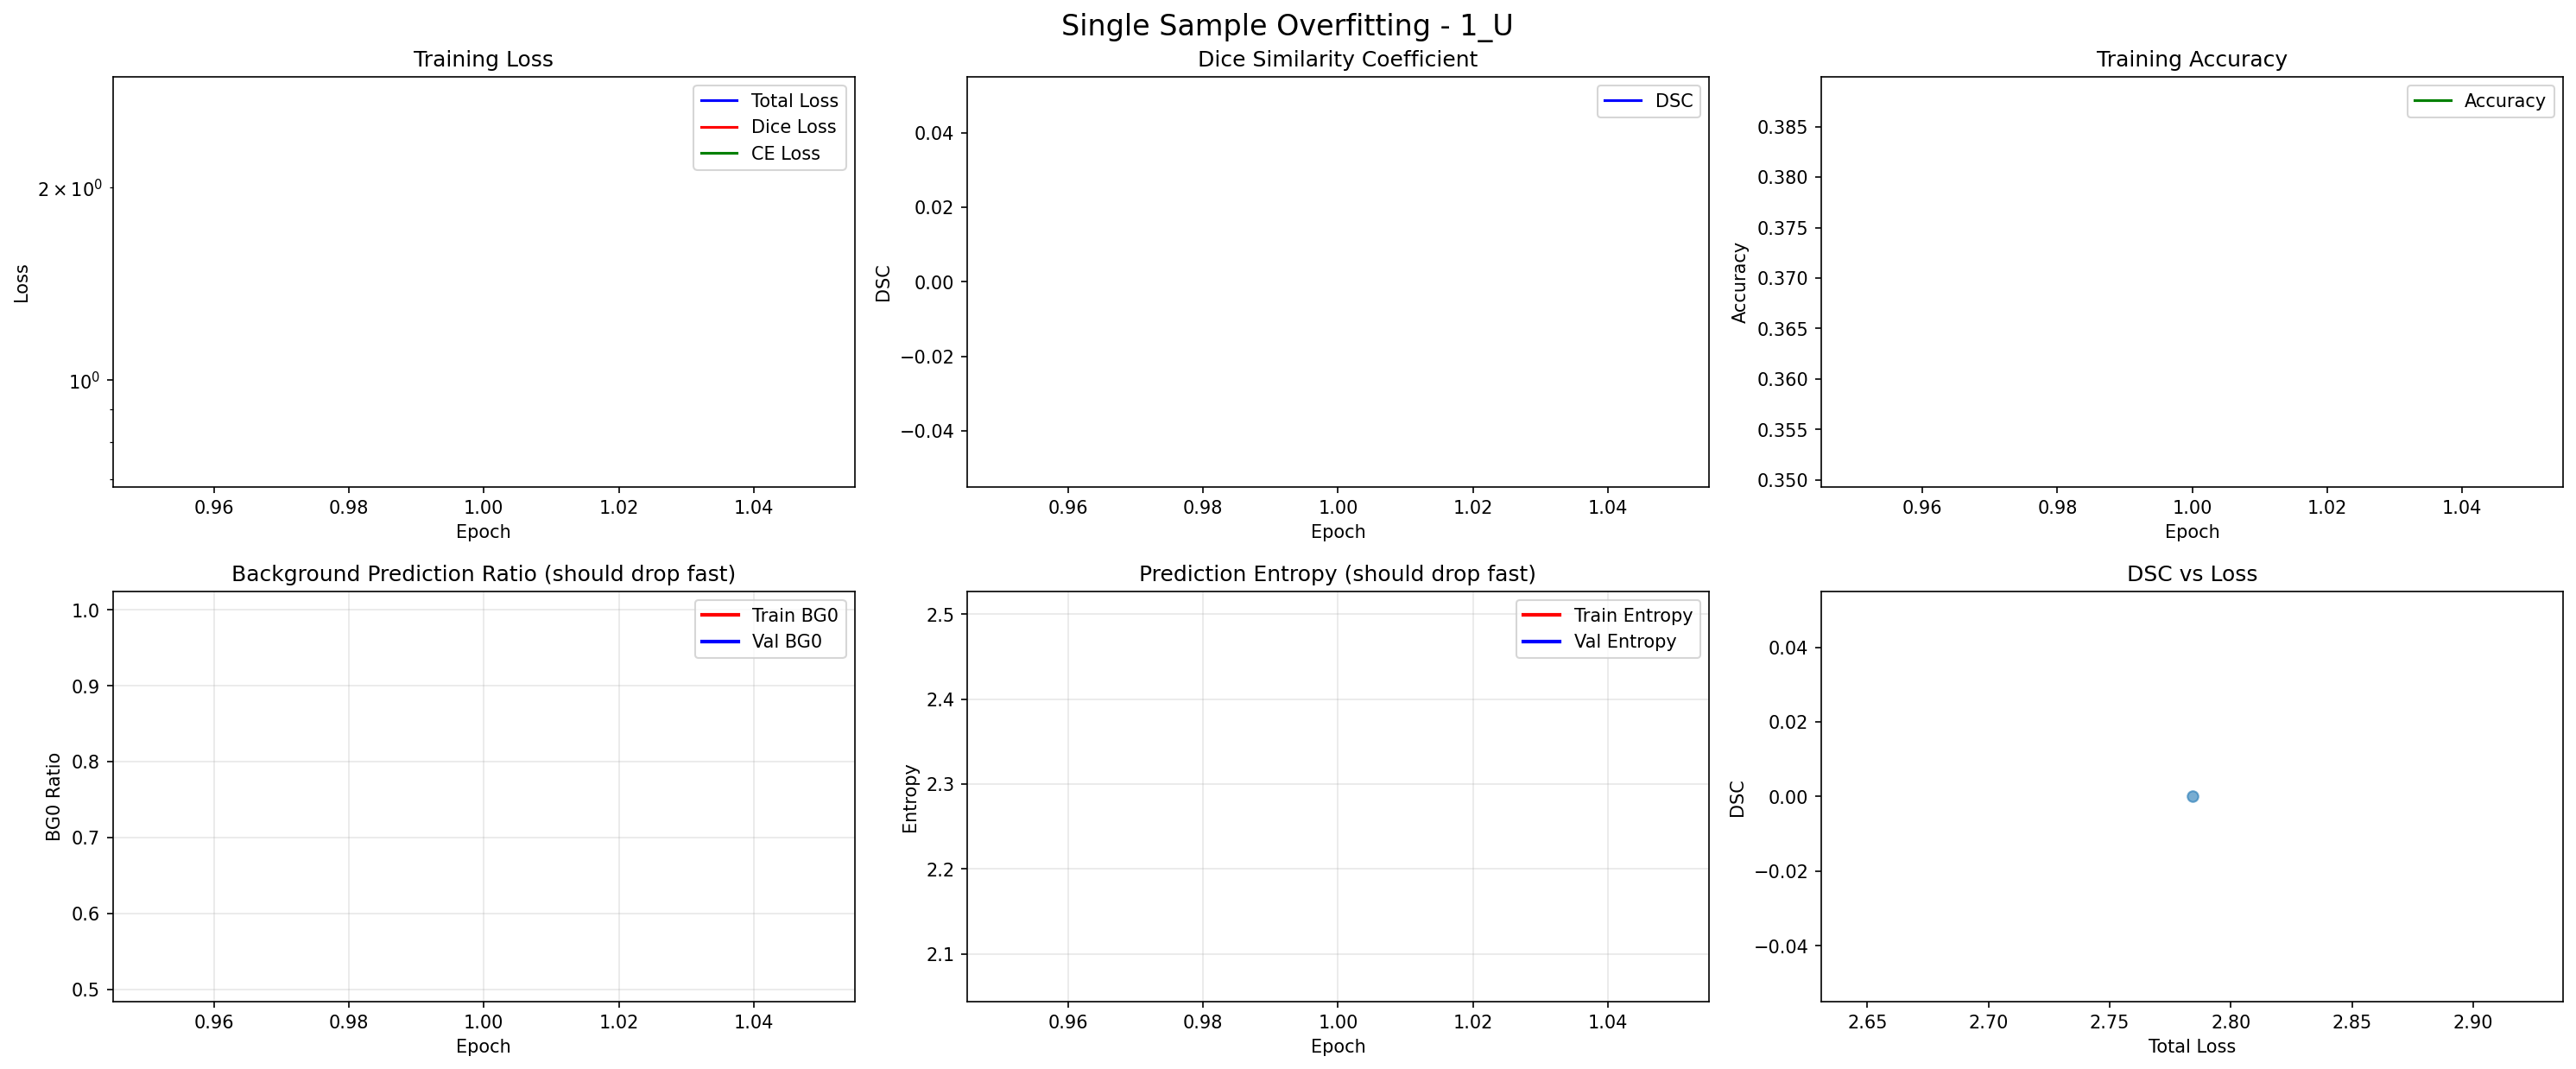 Single Sample Overfitting - 1_U
Training Loss
Total Loss
Dice Loss
CE Loss
2 × 10⁰
10⁰
Loss
0.96 0.98 1.00 1.02 1.04
Epoch
Dice Similarity Coefficient
DSC
0.04
0.02
0.00
−0.02
−0.04
DSC
0.96 0.98 1.00 1.02 1.04
Epoch
Training Accuracy
Accuracy
0.385
0.380
0.375
0.370
0.365
0.360
0.355
0.350
Accuracy
0.96 0.98 1.00 1.02 1.04
Epoch
Background Prediction Ratio (should drop fast)
Train BG0
Val BG0
1.0
0.9
0.8
0.7
0.6
0.5
BG0 Ratio
0.96 0.98 1.00 1.02 1.04
Epoch
Prediction Entropy (should drop fast)
Train Entropy
Val Entropy
2.5
2.4
2.3
2.2
2.1
Entropy
0.96 0.98 1.00 1.02 1.04
Epoch
DSC vs Loss
0.04
0.02
0.00
−0.02
−0.04
DSC
2.65 2.70 2.75 2.80 2.85 2.90
Total Loss